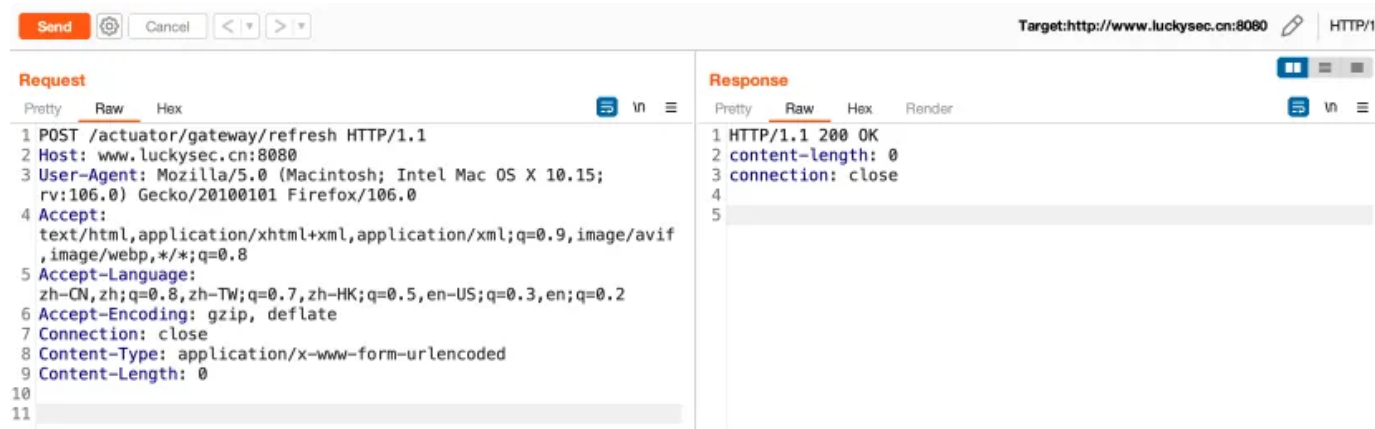 Send
Cancel
Target:http://www.luckysec.cn:8080
HTTP/1
Request
Pretty Raw Hex
\n
1 POST /actuator/gateway/refresh HTTP/1.1
2 Host: www.luckysec.cn:8080
3 User-Agent: Mozilla/5.0 (Macintosh; Intel Mac OS X 10.15;
rv:106.0) Gecko/20100101 Firefox/106.0
4 Accept:
text/html,application/xhtml+xml,application/xml;q=0.9,image/avif
,image/webp,*/*;q=0.8
5 Accept-Language:
zh-CN,zh;q=0.8,zh-TW;q=0.7,zh-HK;q=0.5,en-US;q=0.3,en;q=0.2
6 Accept-Encoding: gzip, deflate
7 Connection: close
8 Content-Type: application/x-www-form-urlencoded
9 Content-Length: 0
10
11
Response
Pretty Raw Hex Render
\n
1 HTTP/1.1 200 OK
2 content-length: 0
3 connection: close
4
5